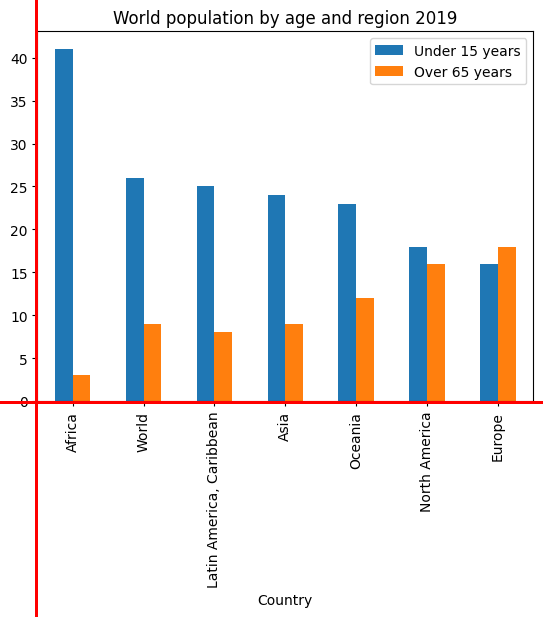 World population by age and region 2019
Under 15 years
Over 65 years
40
35
30
25
20
15
10
5
0
Africa
World
Latin America, Caribbean
Asia
Oceania
North America
Europe
Country